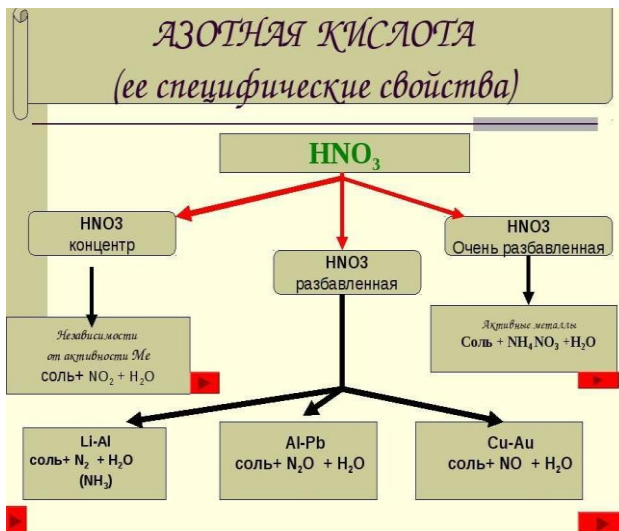 АЗОТНАЯ КИСЛОТА
(ее специфические свойства)
HNO₃
HNO3
концентр
HNO3
разбавленная
HNO3
Очень разбавленная
Независимости
от активности Ме
соль+ NO₂ + H₂O
Активные металлы
Соль + NH₄NO₃ +H₂O
Li-Al
соль+ N₂ + H₂O
(NH₃)
Al-Pb
соль+ N₂O + H₂O
Cu-Au
соль+ NO + H₂O